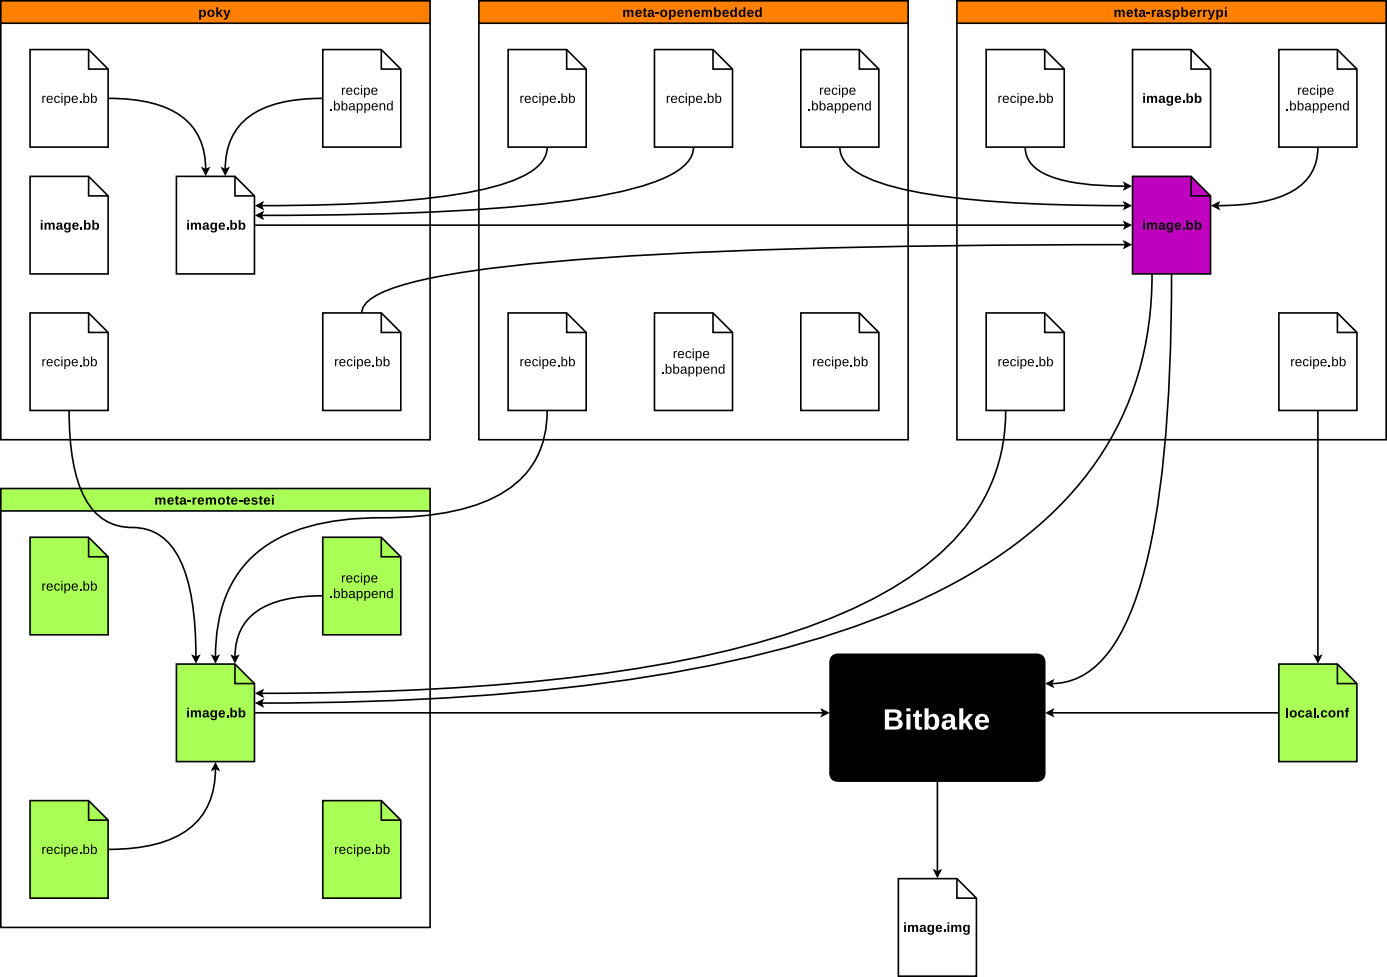 poky
meta-openembedded
meta-raspberrypi
recipe.bb
recipe
.bbappend
recipe.bb
recipe.bb
recipe
.bbappend
recipe.bb
image.bb
recipe
.bbappend
image.bb
image.bb
image.bb
recipe.bb
recipe.bb
recipe.bb
recipe
.bbappend
recipe.bb
recipe.bb
recipe.bb
meta-remote-estei
recipe.bb
recipe
.bbappend
image.bb
Bitbake
local.conf
recipe.bb
recipe.bb
image.img